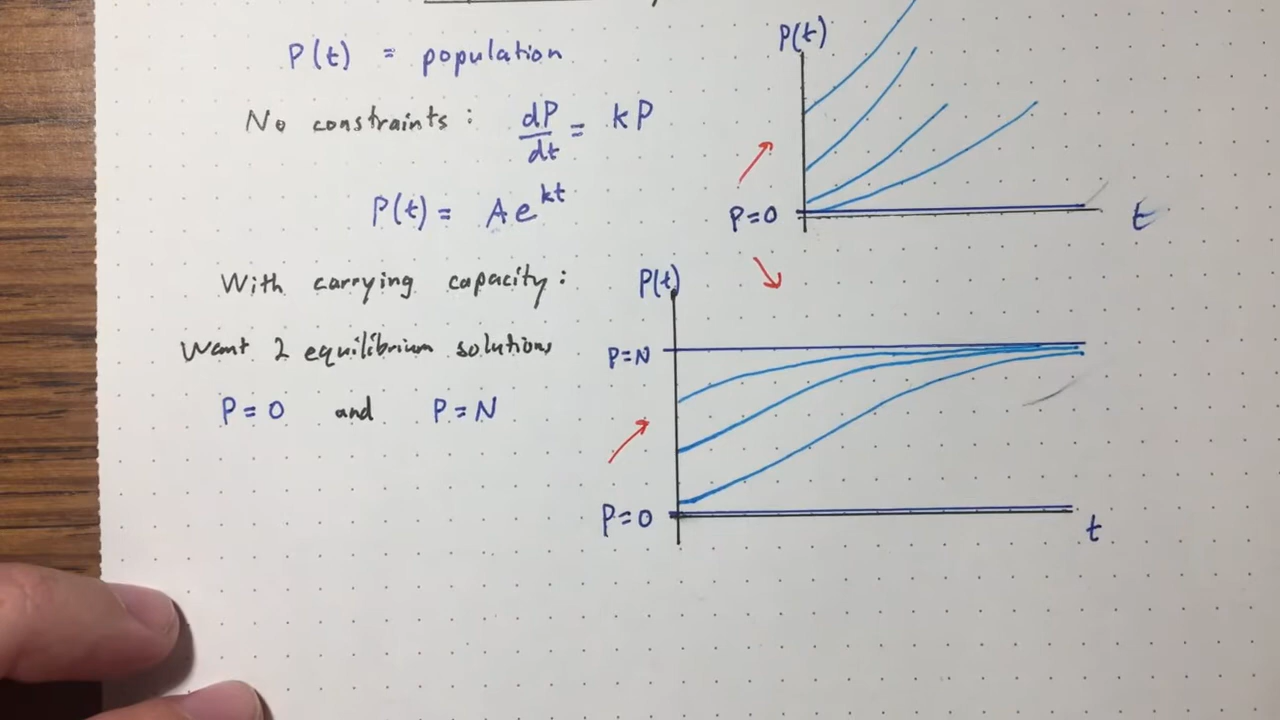 P(t) = population
No constraints: dP/dt = kP
P(t) = Ae^kt
With carrying capacity:
Want 2 equilibrium solutions
P=0 and P=N
P(t)
P=0
t
P(t)
P=N
P=0
t